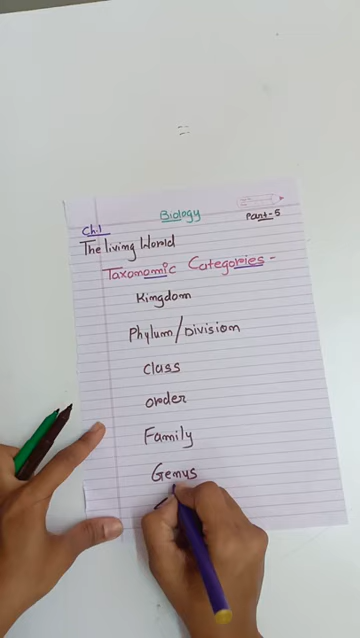 Biology
Part-5
Ch:1
The living World
Taxonomic Categories -
Kingdom
Phylum/Division
Class
order
Family
Genus